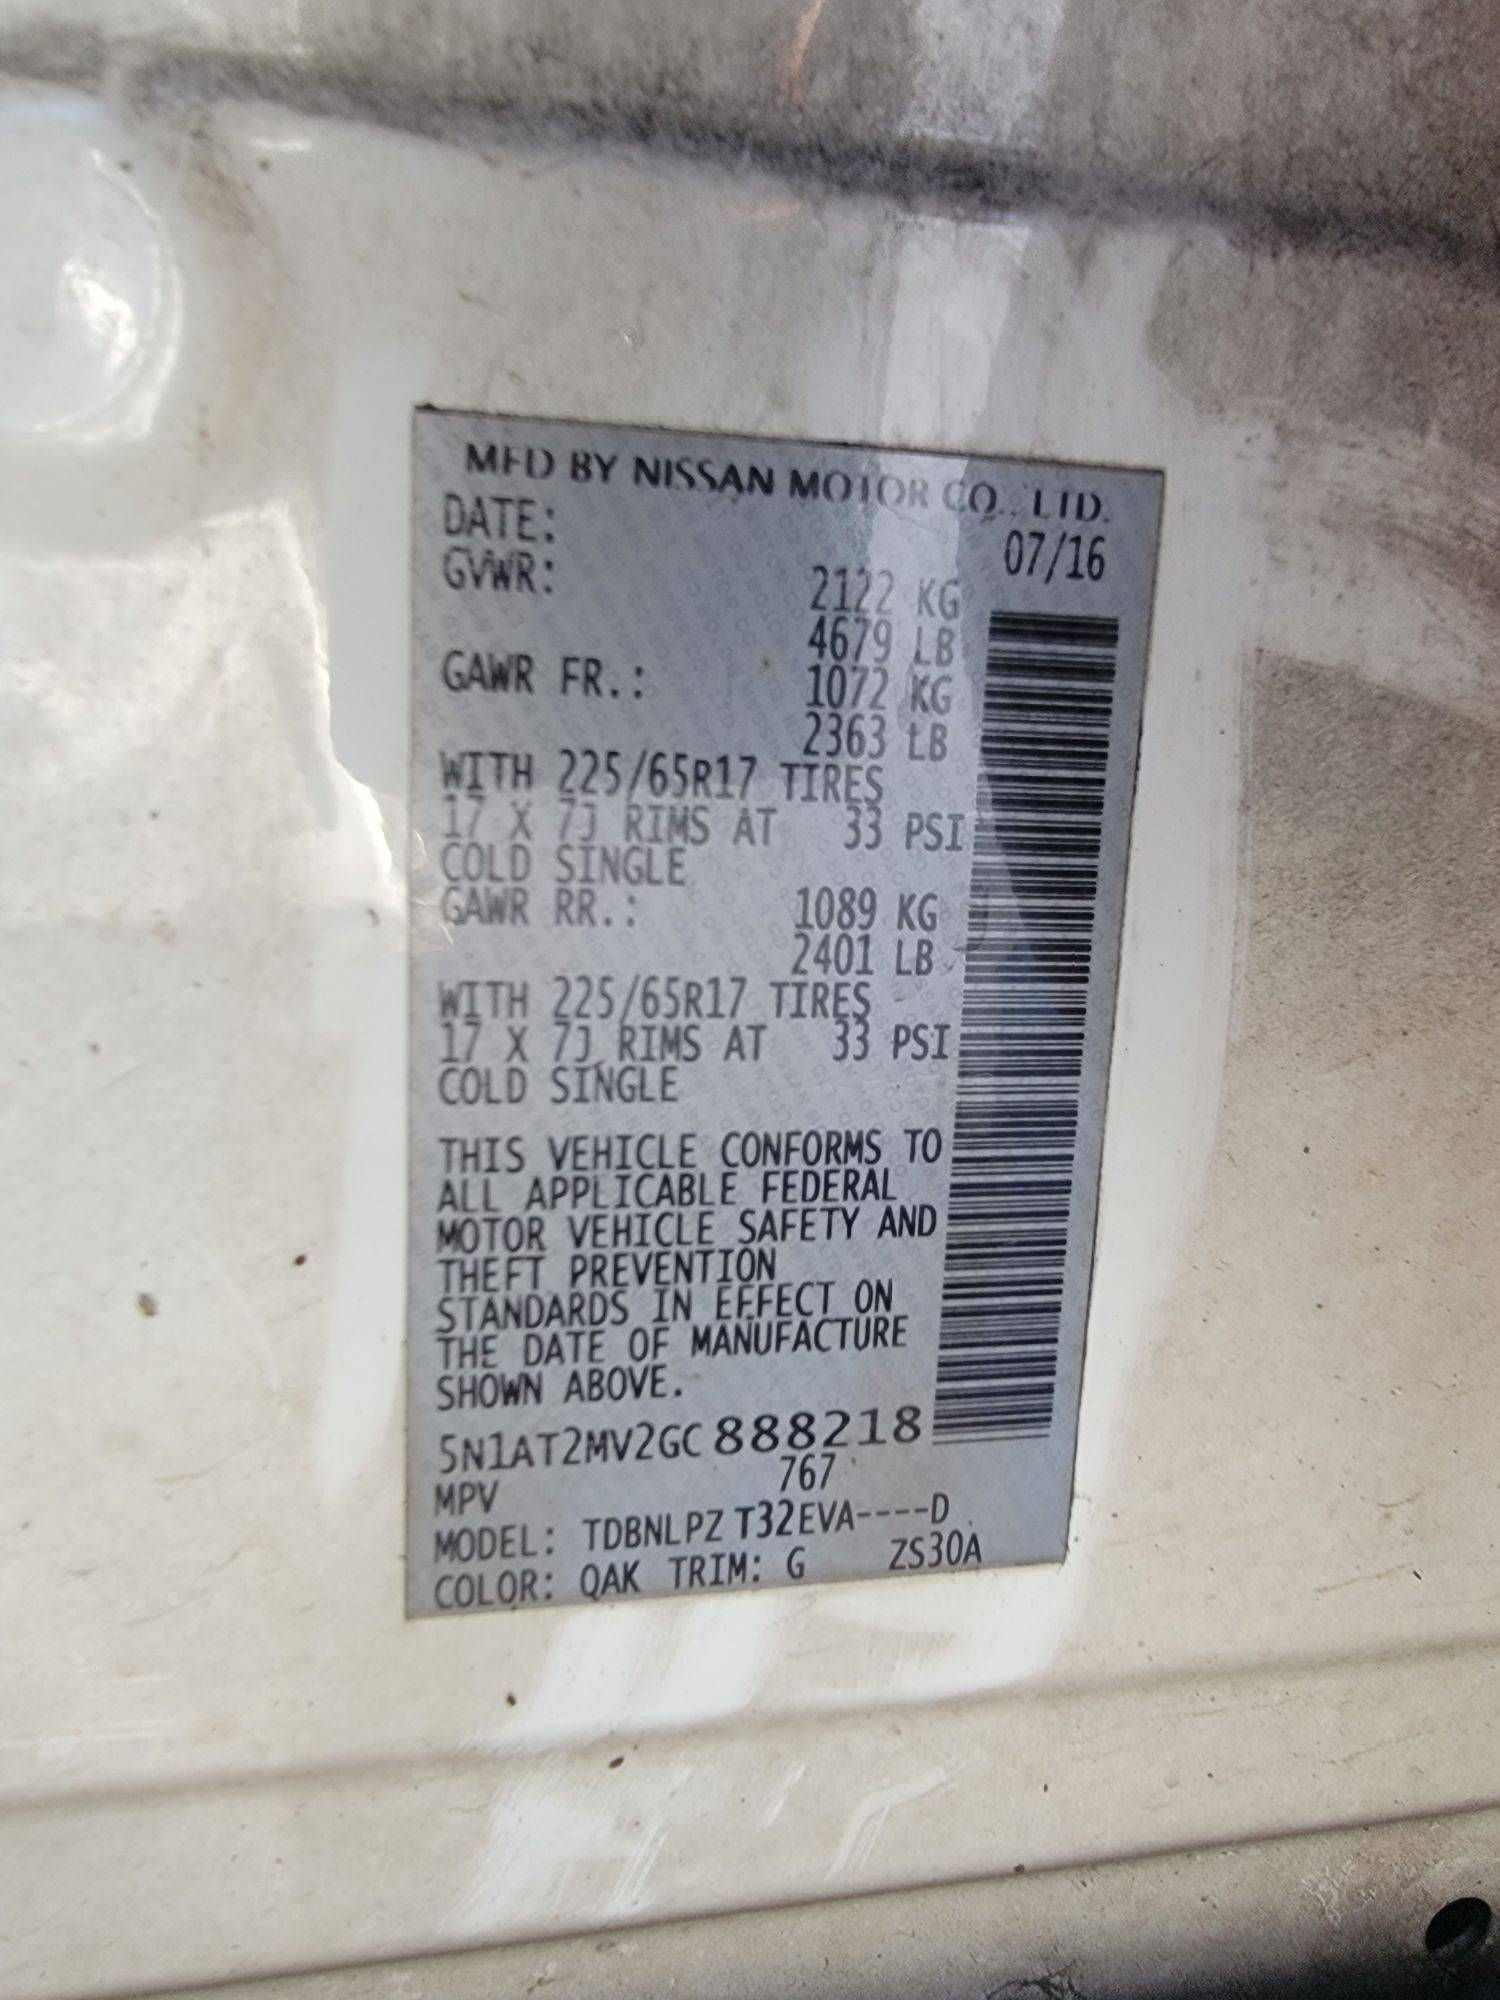 MFD BY NISSAN MOTOR CO., LTD.
DATE: 07/16
GVWR: 2122 KG
4679 LB
GAWR FR.: 1072 KG
2363 LB
WITH 225/65R17 TIRES
17 X 7J RIMS AT 33 PSI
COLD SINGLE
GAWR RR.: 1089 KG
2401 LB
WITH 225/65R17 TIRES
17 X 7J RIMS AT 33 PSI
COLD SINGLE
THIS VEHICLE CONFORMS TO
ALL APPLICABLE FEDERAL
MOTOR VEHICLE SAFETY AND
THEFT PREVENTION
STANDARDS IN EFFECT ON
THE DATE OF MANUFACTURE
SHOWN ABOVE.
5N1AT2MV2GC888218
MPV 767
MODEL: TDBNLPZ T32EVA----D
COLOR: QAK TRIM: G ZS30A